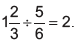 1 2/3 ÷ 5/6 = 2.